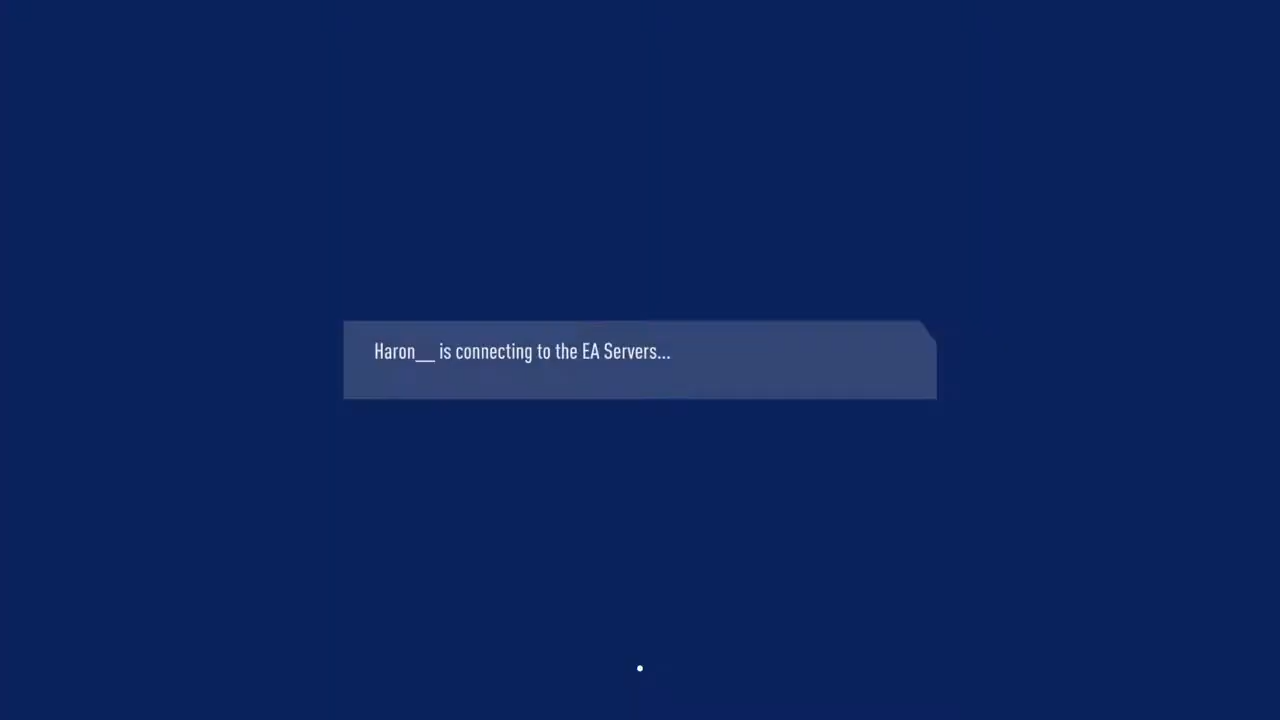 Haron__ is connecting to the EA Servers...